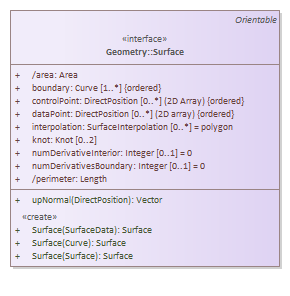 Orientable
«interface»
Geometry::Surface
+ /area: Area
+ boundary: Curve [1..*] {ordered}
+ controlPoint: DirectPosition [0..*] (2D Array) {ordered}
+ dataPoint: DirectPosition [0..*] (2D array) {ordered}
+ interpolation: SurfaceInterpolation [0..*] = polygon
+ knot: Knot [0..2]
+ numDerivativeInterior: Integer [0..1] = 0
+ numDerivativesBoundary: Integer [0..1] = 0
+ /perimeter: Length
+ upNormal(DirectPosition): Vector
«create»
+ Surface(SurfaceData): Surface
+ Surface(Curve): Surface
+ Surface(Surface): Surface